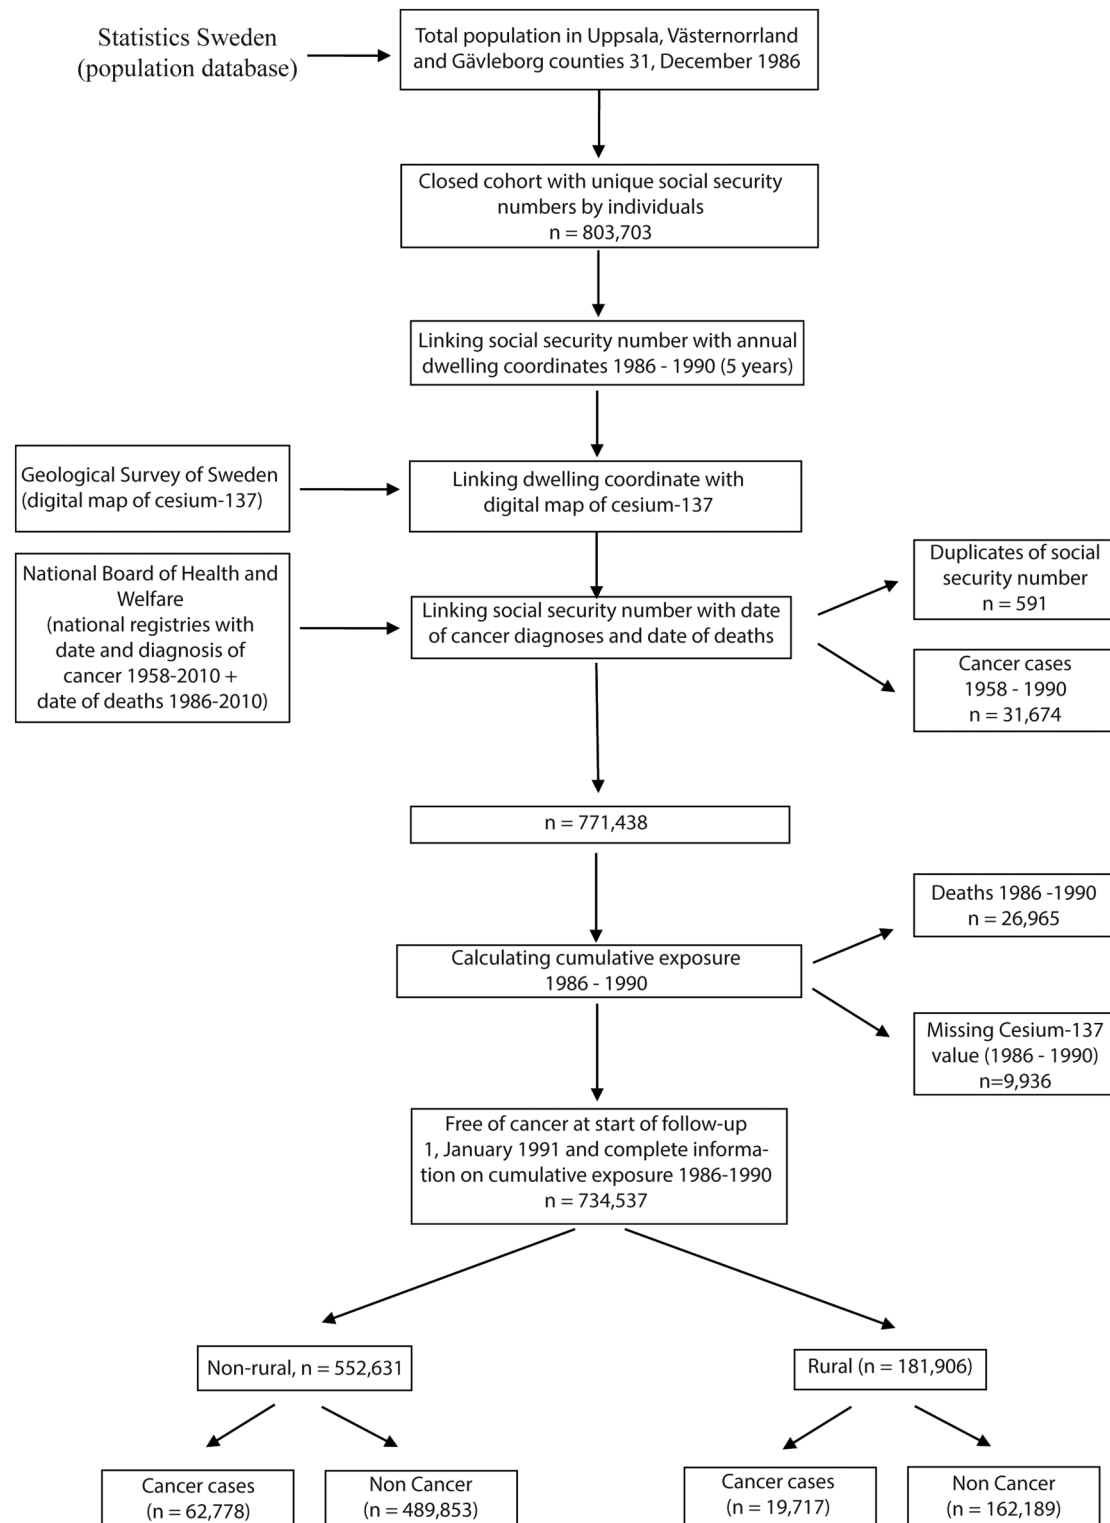 Statistics Sweden
(population database)
Total population in Uppsala, Västernorrland
and Gävleborg counties 31, December 1986
Closed cohort with unique social security
numbers by individuals
n = 803,703
Linking social security number with annual
dwelling coordinates 1986 - 1990 (5 years)
Geological Survey of Sweden
(digital map of cesium-137)
Linking dwelling coordinate with
digital map of cesium-137
National Board of Health and
Welfare
(national registries with
date and diagnosis of
cancer 1958-2010 +
date of deaths 1986-2010)
Linking social security number with date
of cancer diagnoses and date of deaths
Duplicates of social
security number
n = 591
Cancer cases
1958 - 1990
n = 31,674
n = 771,438
Deaths 1986 -1990
n = 26,965
Calculating cumulative exposure
1986 - 1990
Missing Cesium-137
value (1986 - 1990)
n=9,936
Free of cancer at start of follow-up
1, January 1991 and complete informa-
tion on cumulative exposure 1986-1990
n = 734,537
Non-rural, n = 552,631
Rural (n = 181,906)
Cancer cases
(n = 62,778)
Non Cancer
(n = 489,853)
Cancer cases
(n = 19,717)
Non Cancer
(n = 162,189)